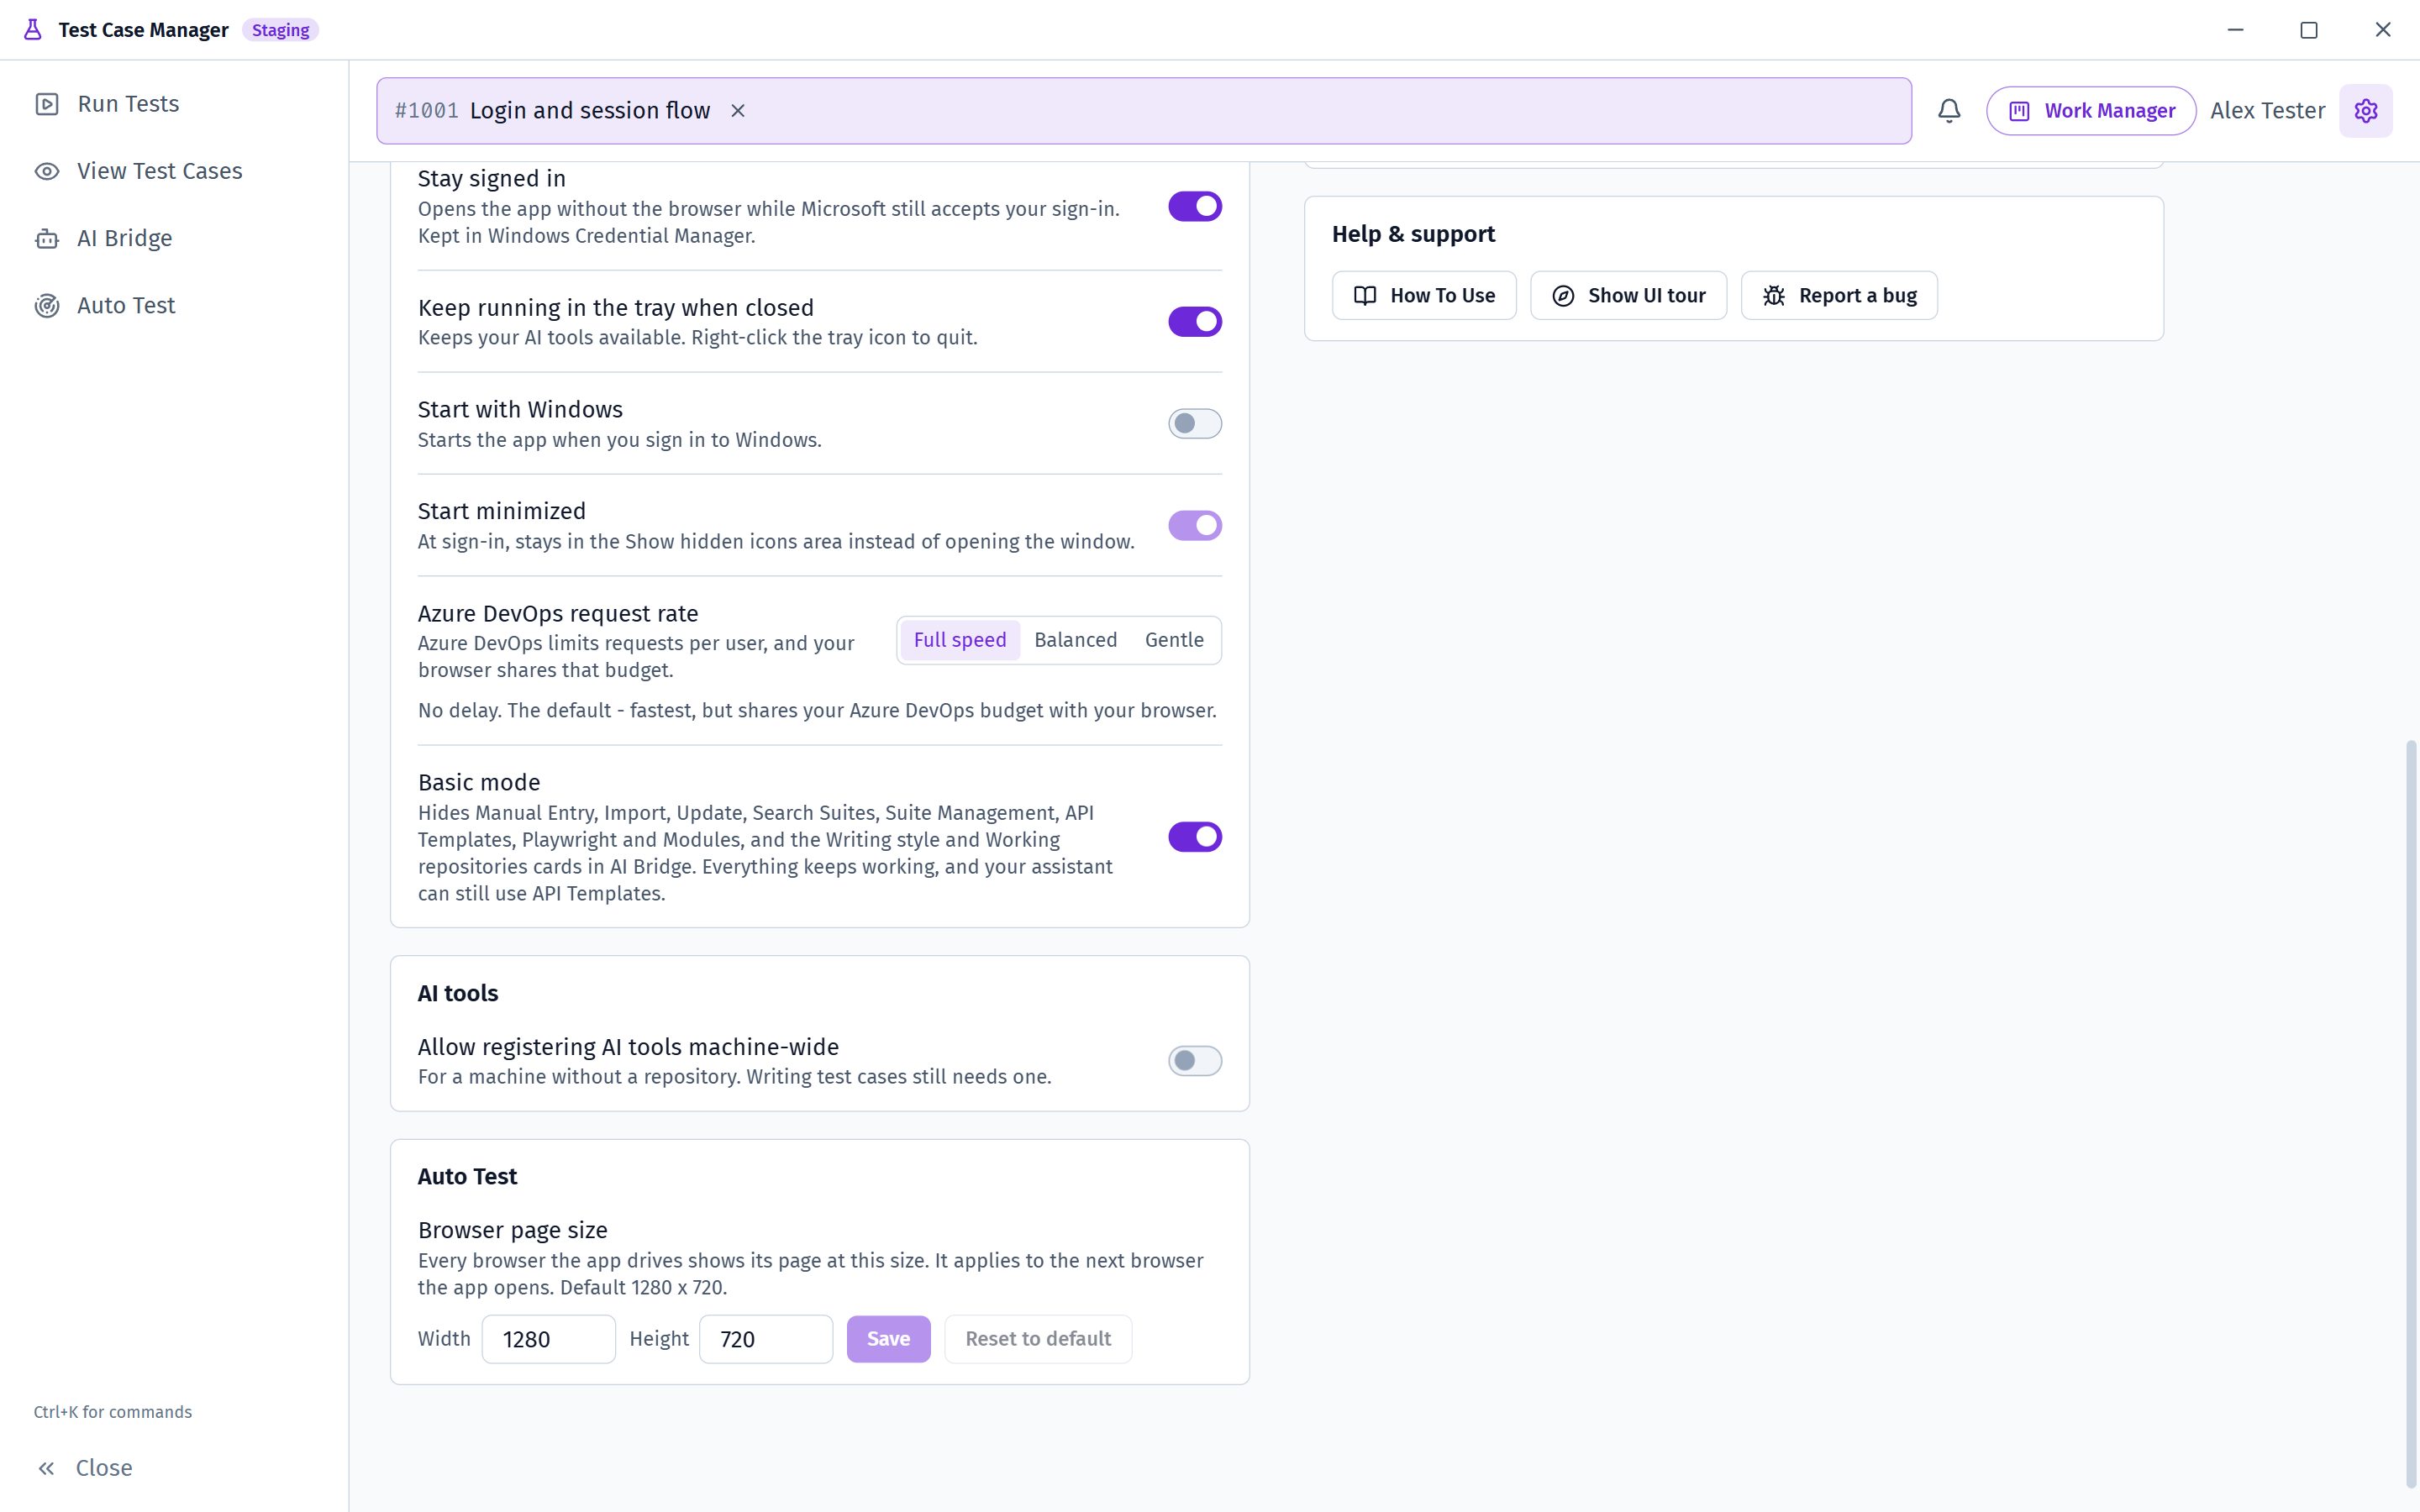 Test Case Manager Staging
Run Tests
View Test Cases
AI Bridge
Auto Test
Ctrl+K for commands
Close
#1001 Login and session flow
Work Manager
Alex Tester
Stay signed in
Opens the app without the browser while Microsoft still accepts your sign-in.
Kept in Windows Credential Manager.
Keep running in the tray when closed
Keeps your AI tools available. Right-click the tray icon to quit.
Start with Windows
Starts the app when you sign in to Windows.
Start minimized
At sign-in, stays in the Show hidden icons area instead of opening the window.
Azure DevOps request rate
Azure DevOps limits requests per user, and your
browser shares that budget.
Full speed Balanced Gentle
No delay. The default - fastest, but shares your Azure DevOps budget with your browser.
Basic mode
Hides Manual Entry, Import, Update, Search Suites, Suite Management, API
Templates, Playwright and Modules, and the Writing style and Working
repositories cards in AI Bridge. Everything keeps working, and your assistant
can still use API Templates.
AI tools
Allow registering AI tools machine-wide
For a machine without a repository. Writing test cases still needs one.
Auto Test
Browser page size
Every browser the app drives shows its page at this size. It applies to the next browser
the app opens. Default 1280 x 720.
Width 1280 Height 720 Save Reset to default
Help & support
How To Use Show UI tour Report a bug